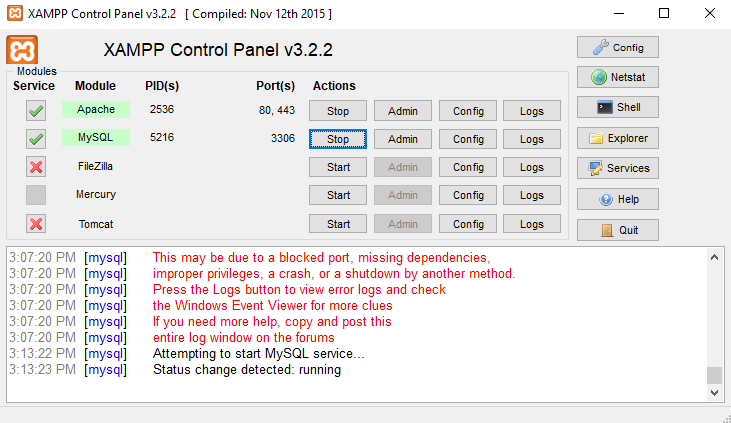 XAMPP Control Panel v3.2.2 [ Compiled: Nov 12th 2015 ]
XAMPP Control Panel v3.2.2
Config
Modules
Service Module PID(s) Port(s) Actions
Netstat
Apache 2536 80, 443 Stop Admin Config Logs
Shell
MySQL 5216 3306 Stop Admin Config Logs
Explorer
FileZilla Start Admin Config Logs
Services
Mercury Start Admin Config Logs
Help
Tomcat Start Admin Config Logs
Quit
3:07:20 PM [mysql] This may be due to a blocked port, missing dependencies,
3:07:20 PM [mysql] improper privileges, a crash, or a shutdown by another method.
3:07:20 PM [mysql] Press the Logs button to view error logs and check
3:07:20 PM [mysql] the Windows Event Viewer for more clues
3:07:20 PM [mysql] If you need more help, copy and post this
3:07:20 PM [mysql] entire log window on the forums
3:13:22 PM [mysql] Attempting to start MySQL service...
3:13:23 PM [mysql] Status change detected: running